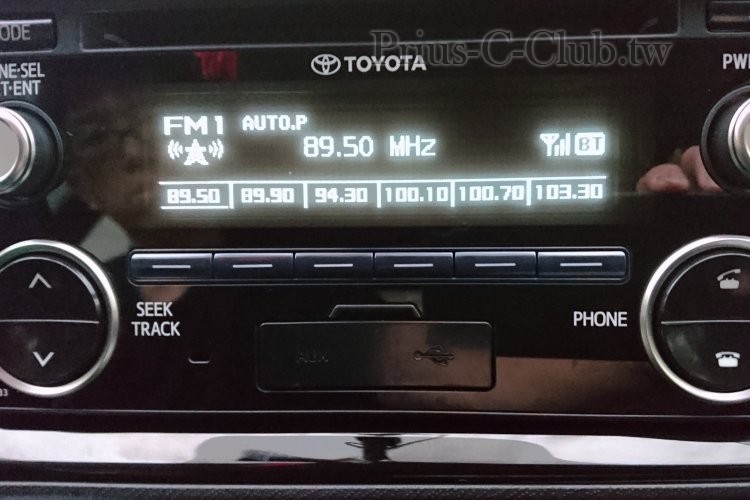 Prius-C-Club.tw
ODE
TOYOTA
PWR
NE·SEL
T·ENT
FM1 AUTO.P
89.50 MHz
BT
89.50 89.90 94.30 100.10 100.70 103.30
SEEK
TRACK
PHONE
AUX